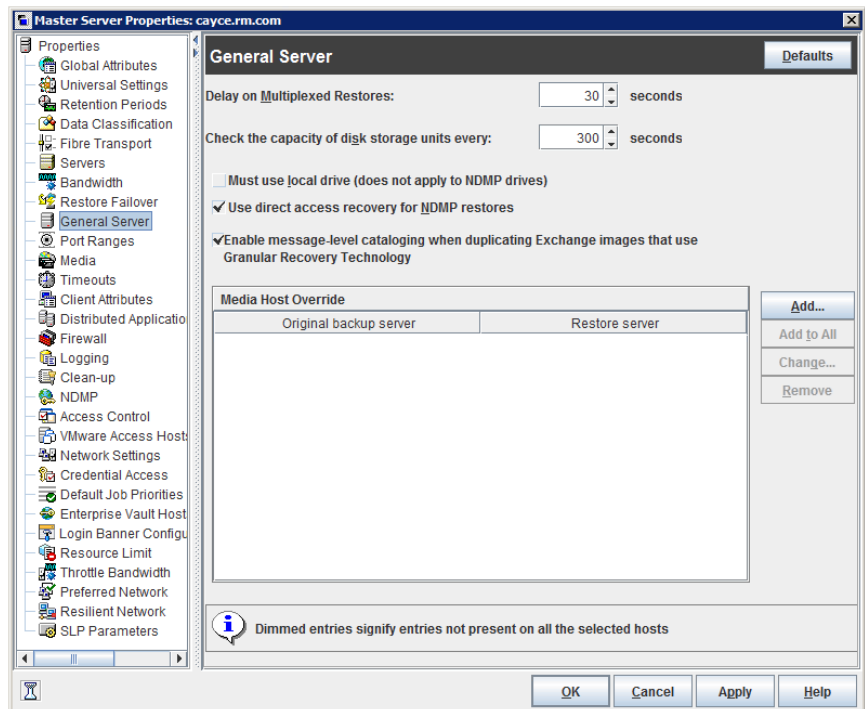 Master Server Properties: cayce.rm.com
Properties
Global Attributes
Universal Settings
Retention Periods
Data Classification
Fibre Transport
Servers
Bandwidth
Restore Failover
General Server
Port Ranges
Media
Timeouts
Client Attributes
Distributed Applicatio
Firewall
Logging
Clean-up
NDMP
Access Control
VMware Access Hosts
Network Settings
Credential Access
Default Job Priorities
Enterprise Vault Host
Login Banner Configu
Resource Limit
Throttle Bandwidth
Preferred Network
Resilient Network
SLP Parameters
General Server
Defaults
Delay on Multiplexed Restores: 30 seconds
Check the capacity of disk storage units every: 300 seconds
Must use local drive (does not apply to NDMP drives)
Use direct access recovery for NDMP restores
Enable message-level cataloging when duplicating Exchange images that use
Granular Recovery Technology
Media Host Override
Original backup server Restore server
Add...
Add to All
Change...
Remove
Dimmed entries signify entries not present on all the selected hosts
OK Cancel Apply Help